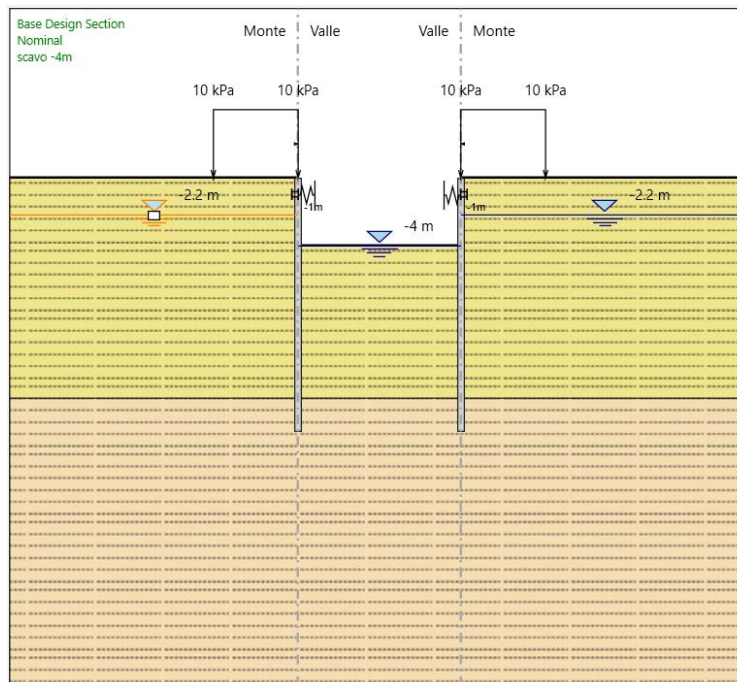 Base Design Section
Nominal
scavo -4m
Monte Valle Valle Monte
10 kPa 10 kPa 10 kPa 10 kPa
-2.2 m -2.2 m
-1m -1m
-4 m